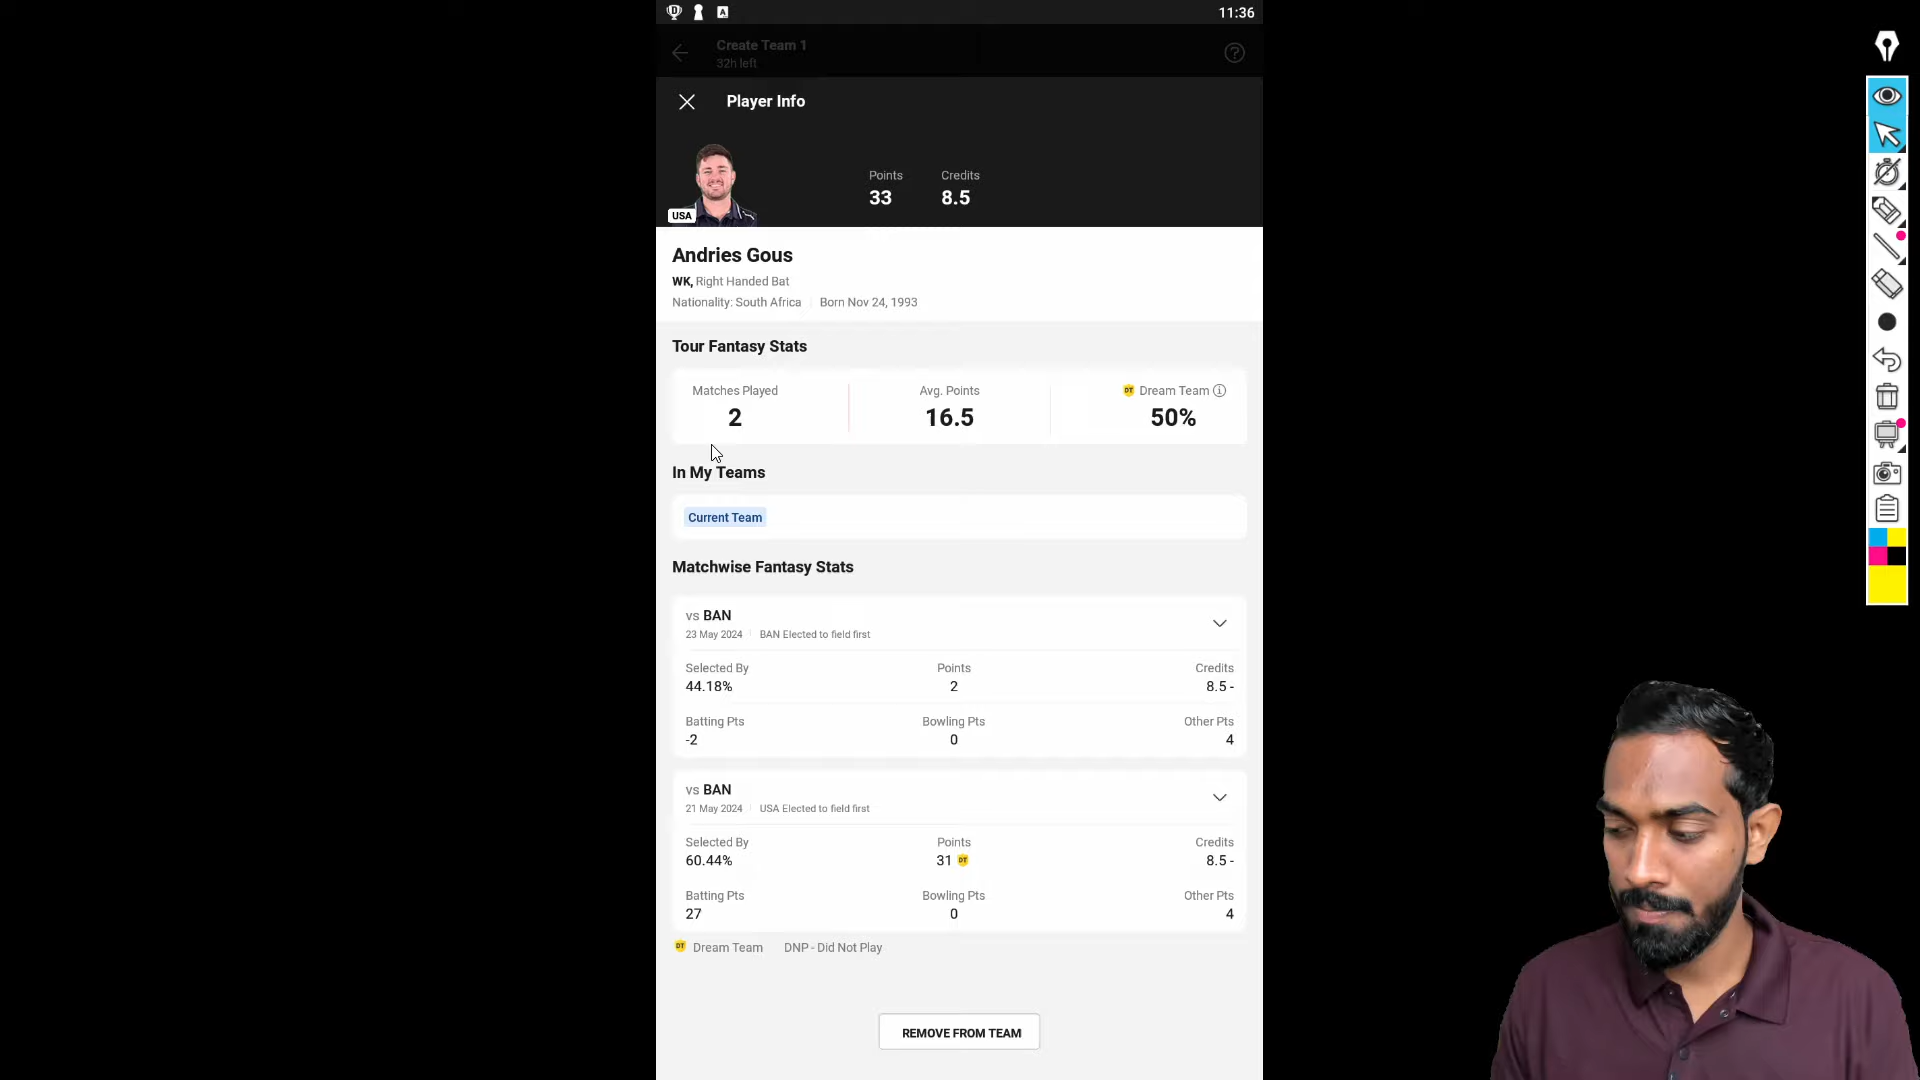 11:36
Create Team 1
32h left
Player Info
Points
33
Credits
8.5
USA
Andries Gous
WK, Right Handed Bat
Nationality: South Africa
Born Nov 24, 1993
Tour Fantasy Stats
Matches Played
2
Avg. Points
16.5
DT Dream Team
50%
In My Teams
Current Team
Matchwise Fantasy Stats
vs BAN
23 May 2024 BAN Elected to field first
Selected By Points Credits
44.18% 2 8.5 -
Batting Pts Bowling Pts Other Pts
-2 0 4
vs BAN
21 May 2024 USA Elected to field first
Selected By Points Credits
60.44% 31 DT 8.5 -
Batting Pts Bowling Pts Other Pts
27 0 4
DT Dream Team DNP - Did Not Play
REMOVE FROM TEAM